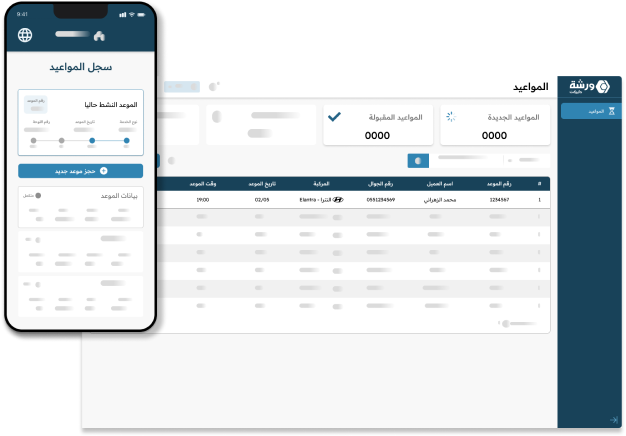 9:41
سجل المواعيد
الموعد النشط حاليا
رقم الموعد
نوع الخدمة
تاريخ الموعد
رقم اللوحة
حجز موعد جديد
بيانات الموعد
مكتمل
ورشة
المواعيد
المواعيد
المواعيد الجديدة
0000
المواعيد المقبولة
0000
# رقم الموعد اسم العميل رقم الجوال المركبة تاريخ الموعد وقت الموعد
1 1234567 محمد الزهراني 0551234569 النترا - Elantra 02/05 19:00